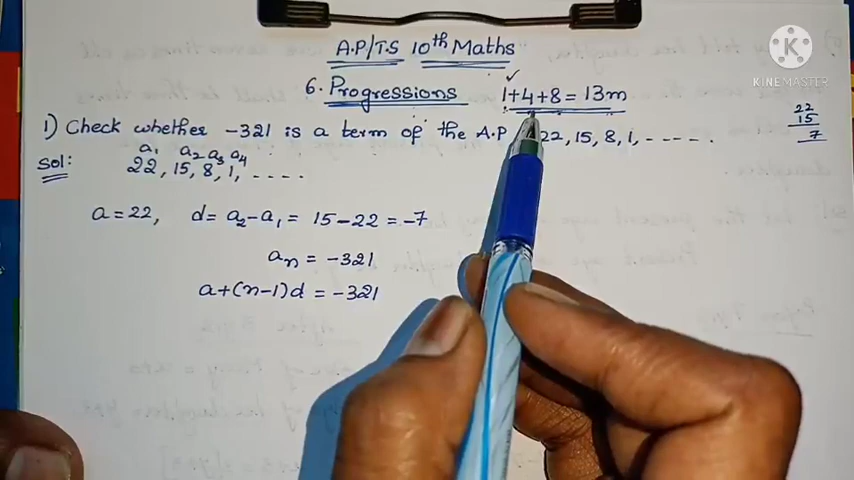 A.P/T.S 10th Maths
6. Progressions 1+4+8 = 13m
1) Check whether -321 is a term of the A.P 22, 15, 8, 1, - - - - .
22
15
7
sol:
a1 a2 a3 a4
22, 15, 8, 1, - - - -
a = 22, d = a2 - a1 = 15 - 22 = -7
an = -321
a+(n-1)d = -321
K
KINEMASTER